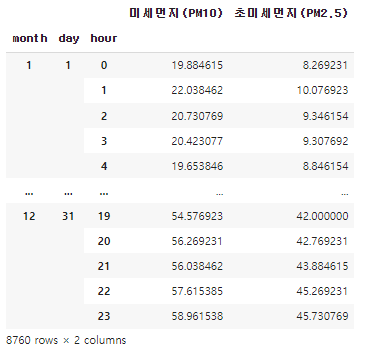 미세먼지(PM10) 초미세먼지(PM2.5)
month day hour
1 1 0 19.884615 8.269231
1 22.038462 10.076923
2 20.730769 9.346154
3 20.423077 9.307692
4 19.653846 8.846154
... ... ... ... ...
12 31 19 54.576923 42.000000
20 56.269231 42.769231
21 56.038462 43.884615
22 57.615385 45.269231
23 58.961538 45.730769
8760 rows × 2 columns